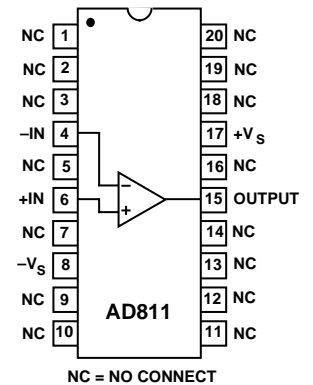 NC 1 20 NC
NC 2 19 NC
NC 3 18 NC
–IN 4 17 +VS
NC 5 16 NC
+IN 6 15 OUTPUT
NC 7 14 NC
–VS 8 13 NC
NC 9 12 NC
NC 10 11 NC
– 
+
AD811
NC = NO CONNECT